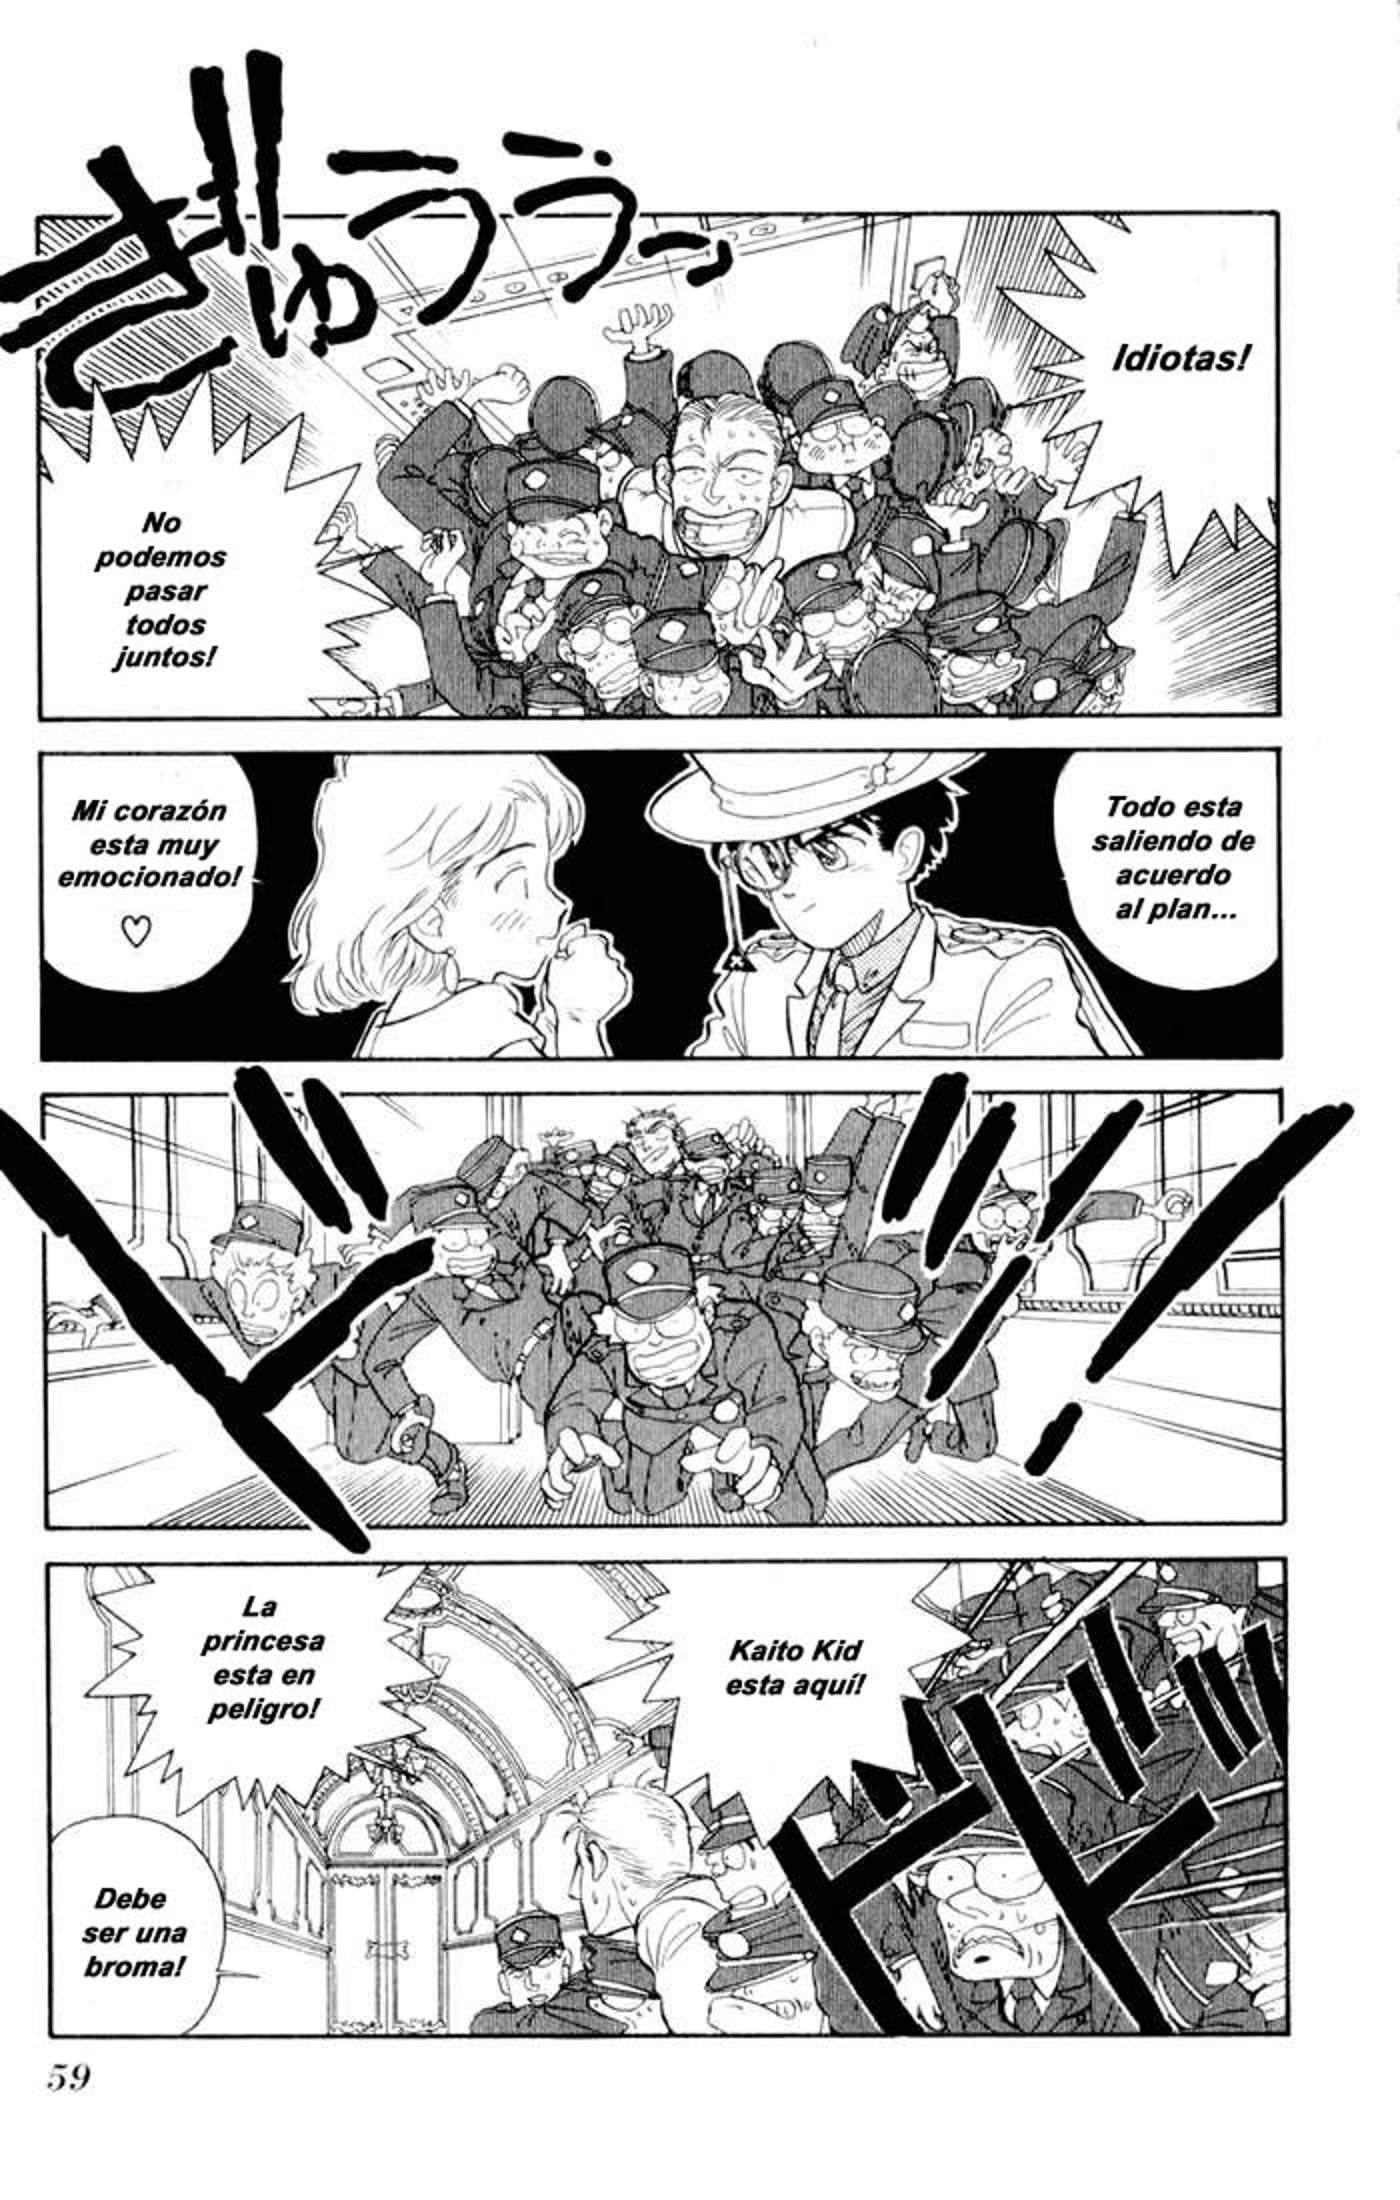 ぎゅううっ
Idiotas!
No
podemos
pasar
todos
juntos!
Todo esta
saliendo de
acuerdo
al plan...
Mi corazón
esta muy
emocionado!
♡
ド
Kaito Kid
esta aquí!
La
princesa
esta en
peligro!
ドド
Debe
ser una
broma!
59